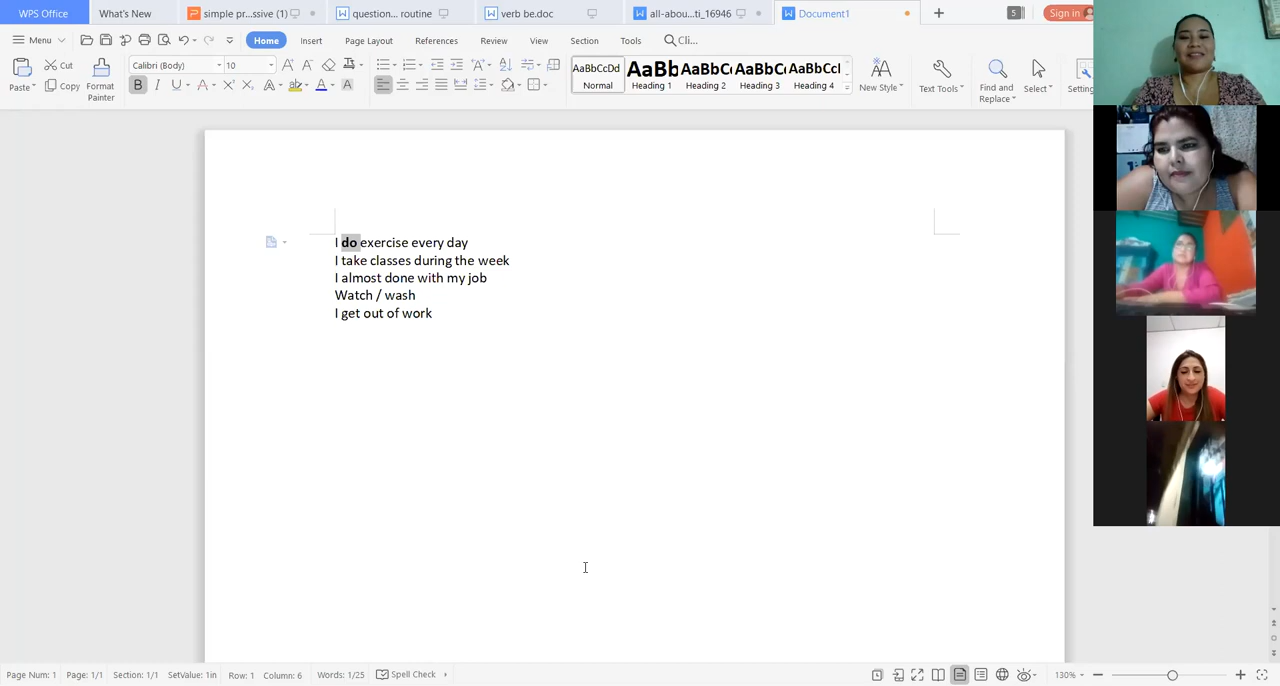 WPS Office What's New simple pr...ssive (1) question... routine verb be.doc all-abou...ti_16946 Document1 + 5 Sign in
Menu Home Insert Page Layout References Review View Section Tools Cli...
Paste Cut Copy Format Painter Calibri (Body) 10 AaBbCcDd Normal AaBb Heading 1 AaBbC Heading 2 AaBbC Heading 3 AaBbCcI Heading 4 New Style Text Tools Find and Replace Select Setting
I do exercise every day
I take classes during the week
I almost done with my job
Watch / wash
I get out of work
Page Num: 1 Page: 1/1 Section: 1/1 SetValue: 1in Row: 1 Column: 6 Words: 1/25 Spell Check 130%